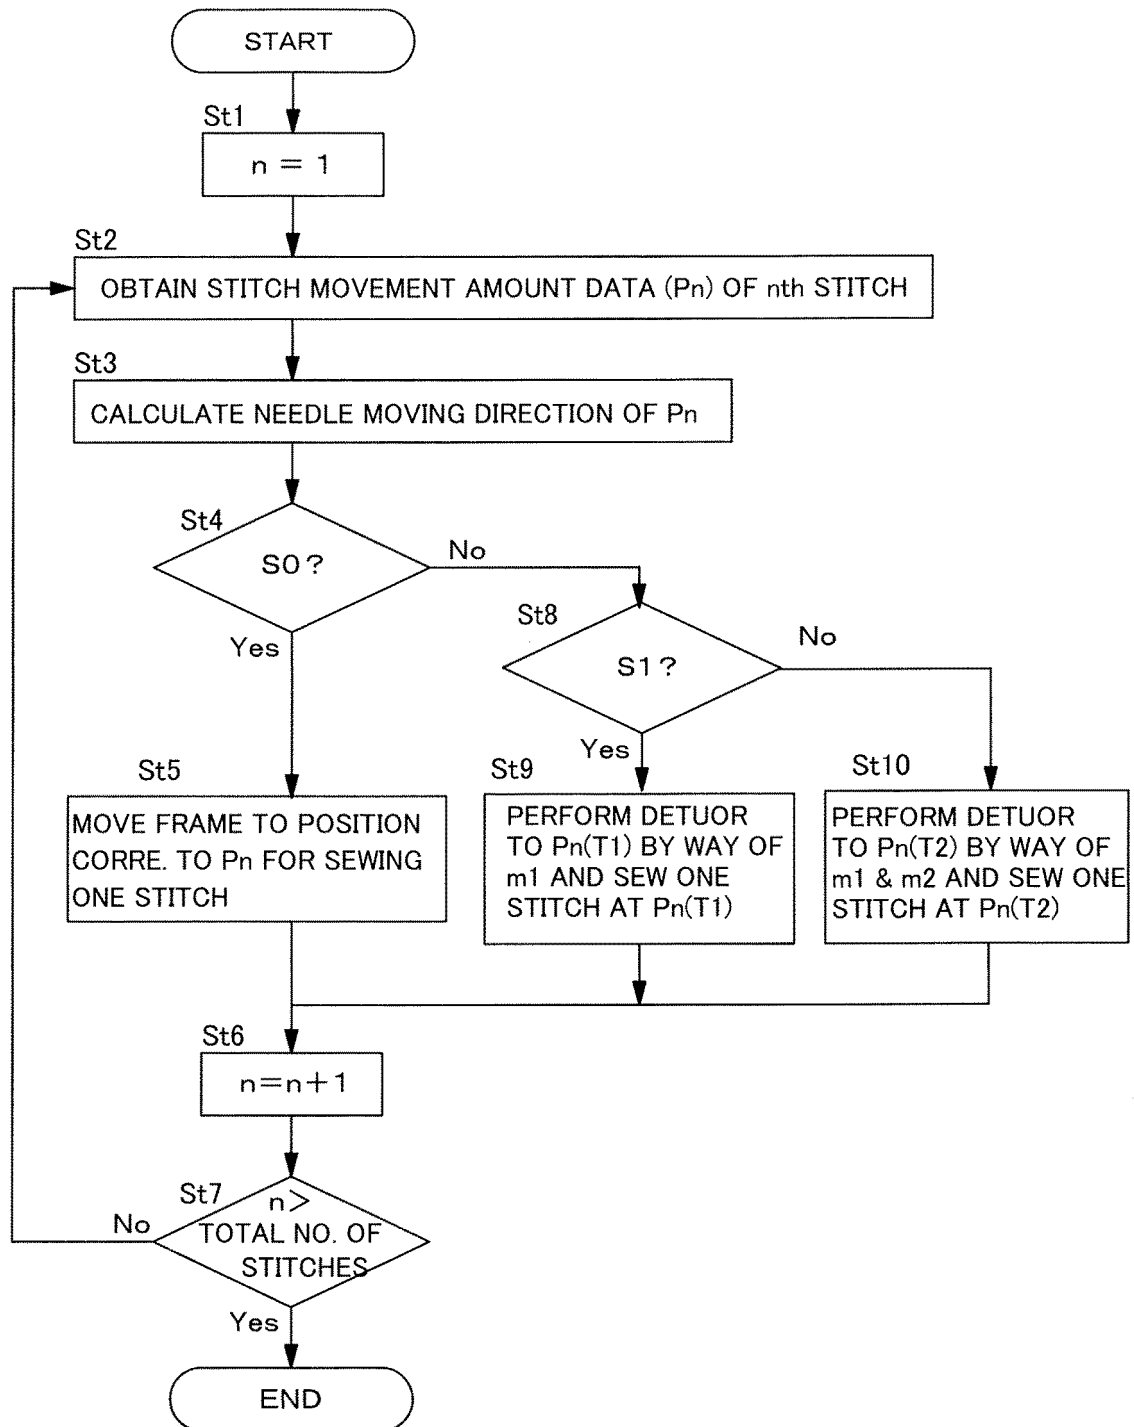 START
St1
n = 1
St2
OBTAIN STITCH MOVEMENT AMOUNT DATA (Pn) OF nth STITCH
St3
CALCULATE NEEDLE MOVING DIRECTION OF Pn
St4
S0?
No
Yes
St8
S1?
No
Yes
St5
MOVE FRAME TO POSITION
CORRE. TO Pn FOR SEWING
ONE STITCH
St9
PERFORM DETUOR
TO Pn(T1) BY WAY OF
m1 AND SEW ONE
STITCH AT Pn(T1)
St10
PERFORM DETUOR
TO Pn(T2) BY WAY OF
m1 & m2 AND SEW ONE
STITCH AT Pn(T2)
St6
n=n+1
St7
n>
TOTAL NO. OF
STITCHES
No
Yes
END